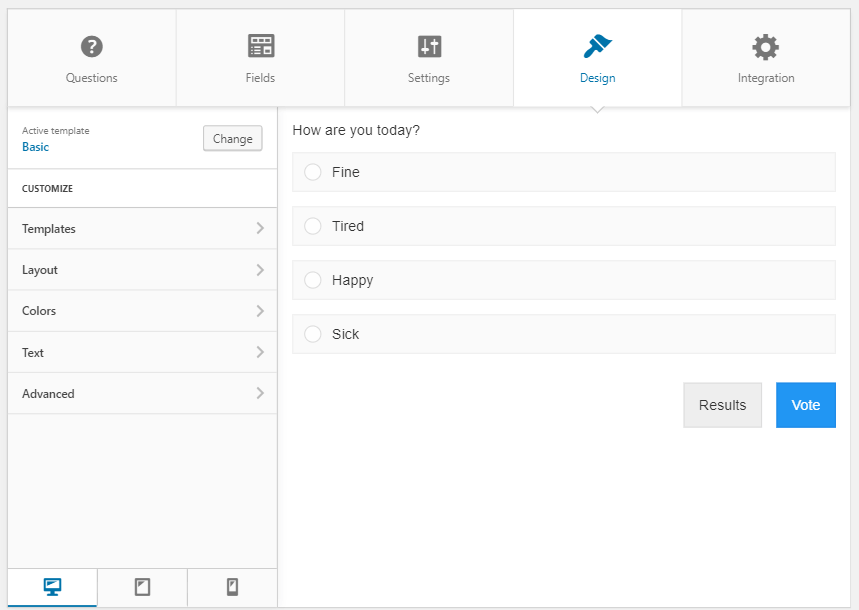 Questions
Fields
Settings
Design
Integration
Active template
Basic
Change
CUSTOMIZE
Templates
Layout
Colors
Text
Advanced
How are you today?
Fine
Tired
Happy
Sick
Results
Vote